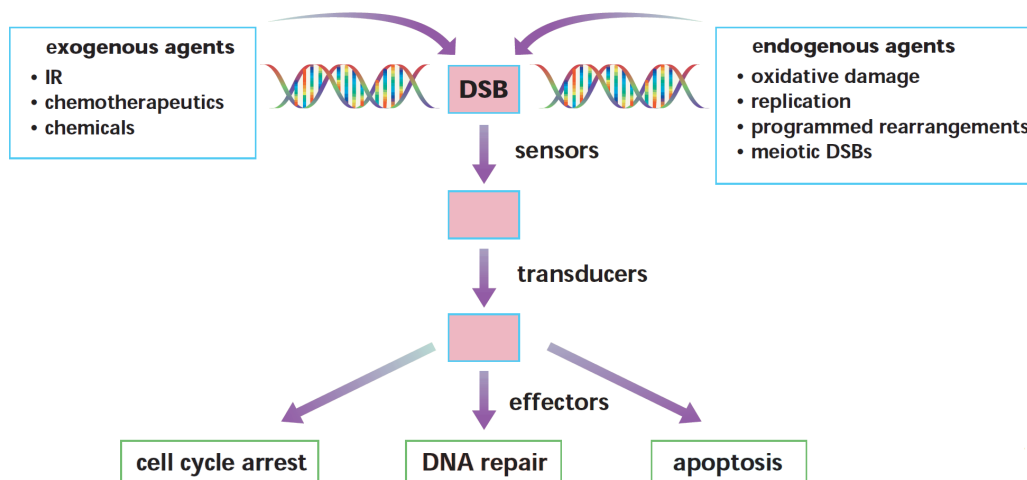 exogenous agents
• IR
• chemotherapeutics
• chemicals
DSB
endogenous agents
• oxidative damage
• replication
• programmed rearrangements
• meiotic DSBs
sensors
transducers
effectors
cell cycle arrest
DNA repair
apoptosis